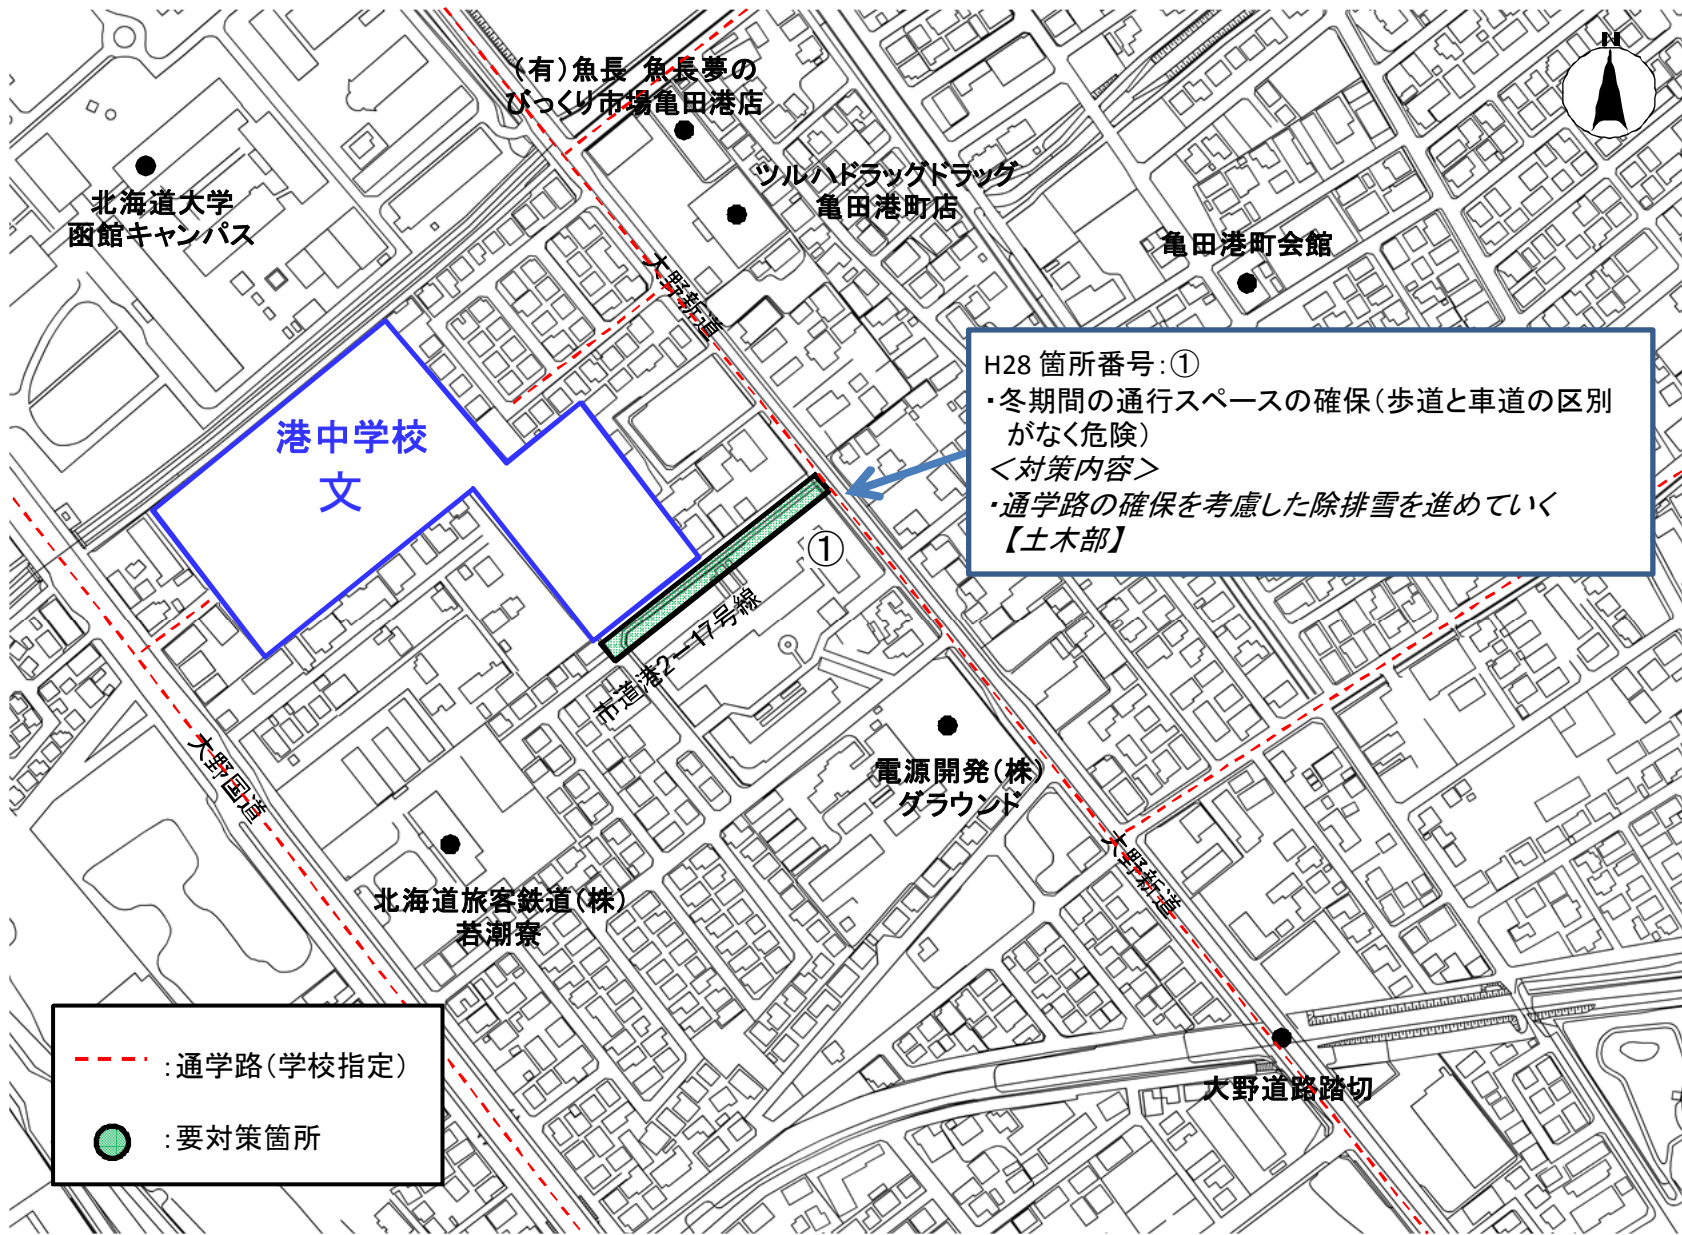 N
(有)魚長 魚長夢の
びっくり市場亀田港店
ツルハドラッグドラッグ
亀田港町店
北海道大学
函館キャンパス
亀田港町会館
大野新道
H28 箇所番号:①
・冬期間の通行スペースの確保(歩道と車道の区別
がなく危険)
<対策内容>
・通学路の確保を考慮した除排雪を進めていく
【土木部】
港中学校
文
①
市道港2-17号線
大野国道
電源開発(株)
グラウンド
大野新道
北海道旅客鉄道(株)
若潮寮
大野道路踏切
:通学路(学校指定)
:要対策箇所